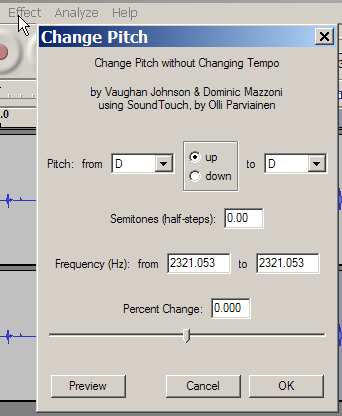 Effect Analyze Help
Change Pitch
Change Pitch without Changing Tempo
by Vaughan Johnson & Dominic Mazzoni
using SoundTouch, by Olli Parviainen
.0
Pitch: from D up down to D
Semitones (half-steps): 0.00
Frequency (Hz): from 2321.053 to 2321.053
Percent Change: 0.000
Preview Cancel OK